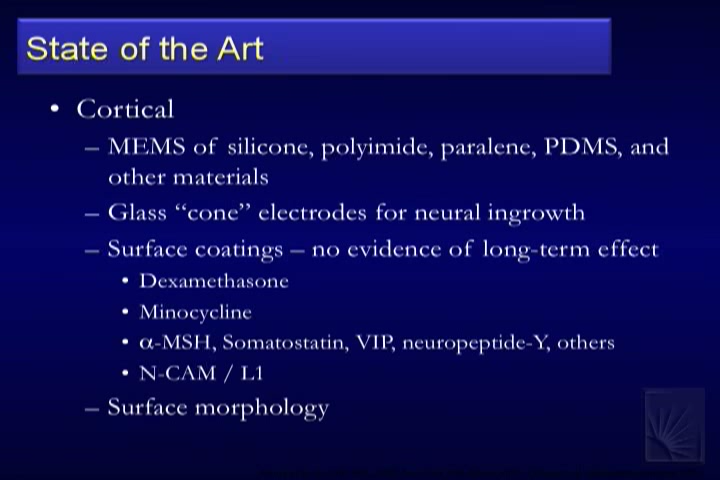 State of the Art
• Cortical
– MEMS of silicone, polyimide, paralene, PDMS, and
other materials
– Glass “cone” electrodes for neural ingrowth
– Surface coatings – no evidence of long-term effect
• Dexamethasone
• Minocycline
• α-MSH, Somatostatin, VIP, neuropeptide-Y, others
• N-CAM / L1
– Surface morphology